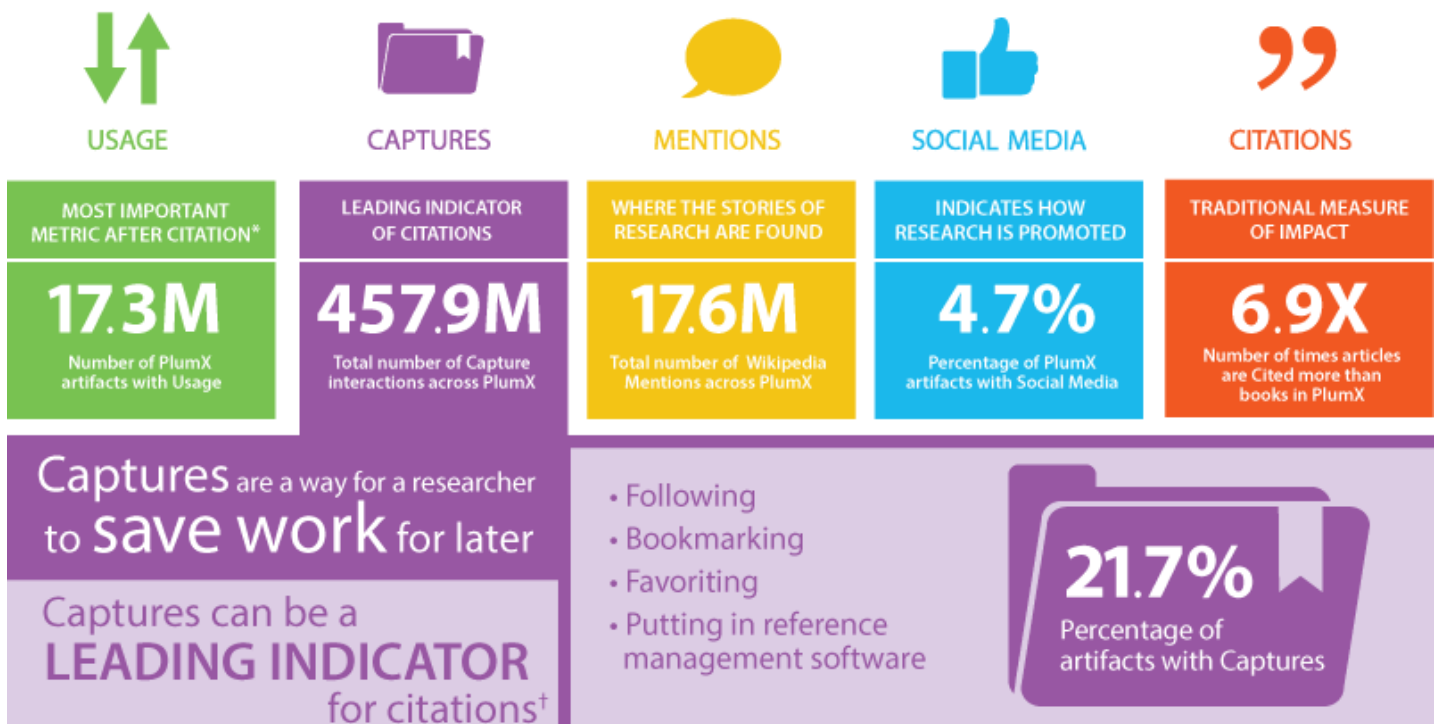 USAGE
CAPTURES
MENTIONS
SOCIAL MEDIA
CITATIONS
MOST IMPORTANT
METRIC AFTER CITATION*
17.3M
Number of PlumX
artifacts with Usage
LEADING INDICATOR
OF CITATIONS
457.9M
Total number of Capture
interactions across PlumX
WHERE THE STORIES OF
RESEARCH ARE FOUND
17.6M
Total number of Wikipedia
Mentions across PlumX
INDICATES HOW
RESEARCH IS PROMOTED
4.7%
Percentage of PlumX
artifacts with Social Media
TRADITIONAL MEASURE
OF IMPACT
6.9X
Number of times articles
are Cited more than
books in PlumX
Captures are a way for a researcher
to save work for later
Captures can be a
LEADING INDICATOR
for citations†
• Following
• Bookmarking
• Favoriting
• Putting in reference
management software
21.7%
Percentage of
artifacts with Captures